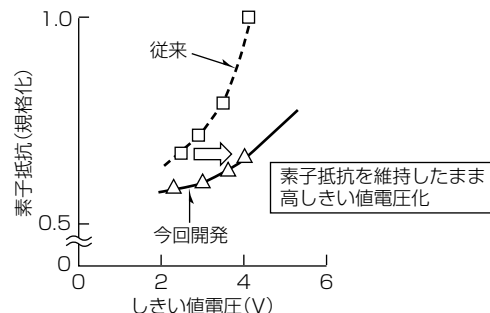 素子抵抗(規格化)
1.0
0.5
0
従来
今回開発
素子抵抗を維持したまま
高しきい値電圧化
0
2
4
6
しきい値電圧(V)